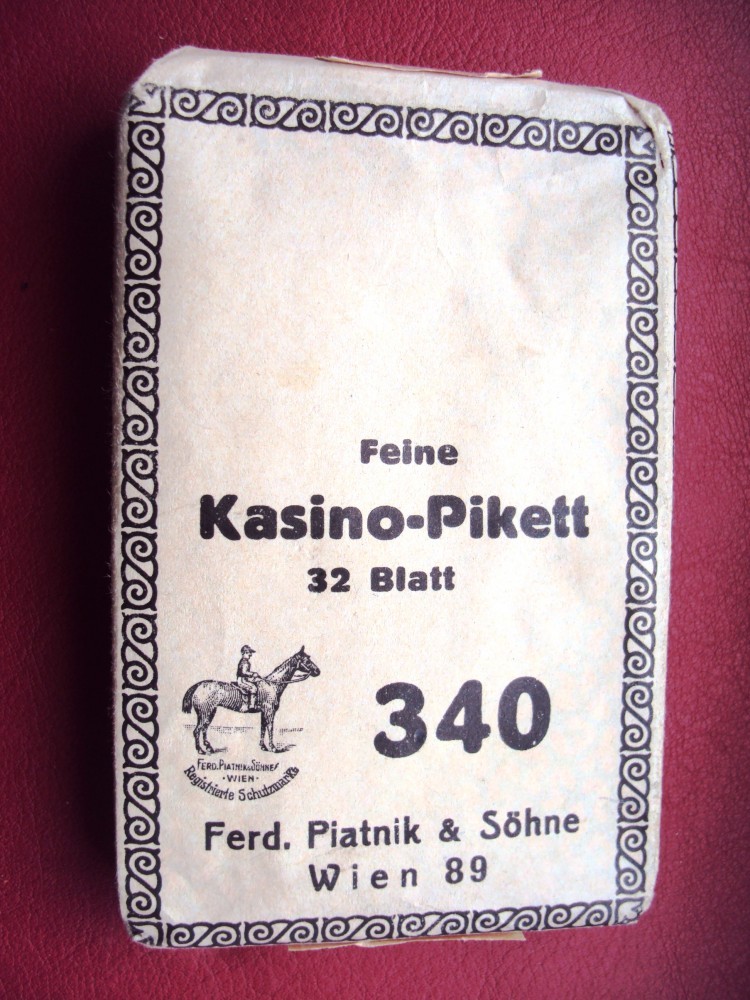 Feine
Kasino-Pikett
32 Blatt
340
FERD. PIATNIK & SÖHNE
·WIEN·
Registrierte Schutzmarke
Ferd. Piatnik & Söhne
Wien 89